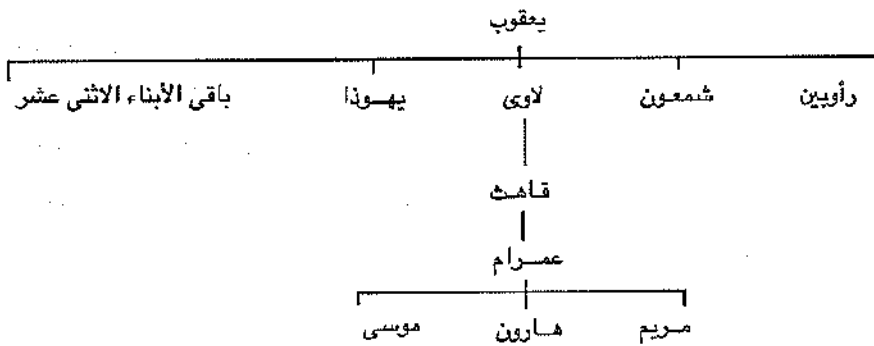 يعقوب
رأوبين شمعون لاوى يهوذا باقى الأبناء الاثنى عشر
قاهث
عمرام
مريم هارون موسى